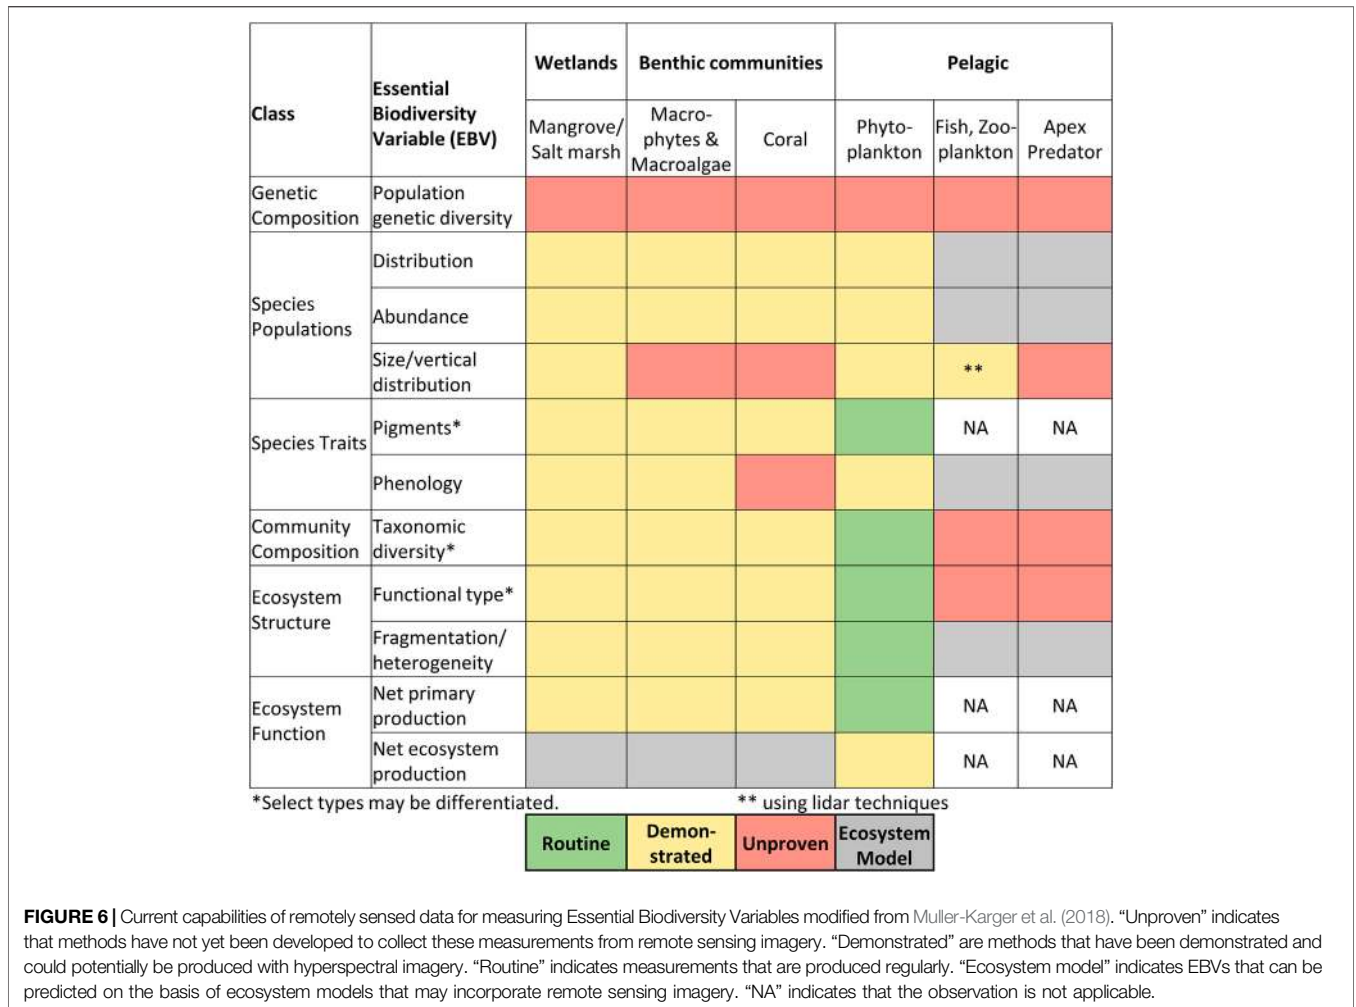 Class
Essential
Biodiversity
Variable (EBV)
Wetlands
Benthic communities
Pelagic
Mangrove/
Salt marsh
Macro-
phytes &
Macroalgae
Coral
Phyto-
plankton
Fish, Zoo-
plankton
Apex
Predator
Genetic
Composition
Population
genetic diversity
Species
Populations
Distribution
Abundance
Size/vertical
distribution
**
Species Traits
Pigments*
NA
NA
Phenology
Community
Composition
Taxonomic
diversity*
Ecosystem
Structure
Functional type*
Fragmentation/
heterogeneity
Ecosystem
Function
Net primary
production
NA
NA
Net ecosystem
production
NA
NA
*Select types may be differentiated.
** using lidar techniques
Routine
Demon-
strated
Unproven
Ecosystem
Model
FIGURE 6 | Current capabilities of remotely sensed data for measuring Essential Biodiversity Variables modified from Muller-Karger et al. (2018). “Unproven” indicates
that methods have not yet been developed to collect these measurements from remote sensing imagery. “Demonstrated” are methods that have been demonstrated and
could potentially be produced with hyperspectral imagery. “Routine” indicates measurements that are produced regularly. “Ecosystem model” indicates EBVs that can be
predicted on the basis of ecosystem models that may incorporate remote sensing imagery. “NA” indicates that the observation is not applicable.